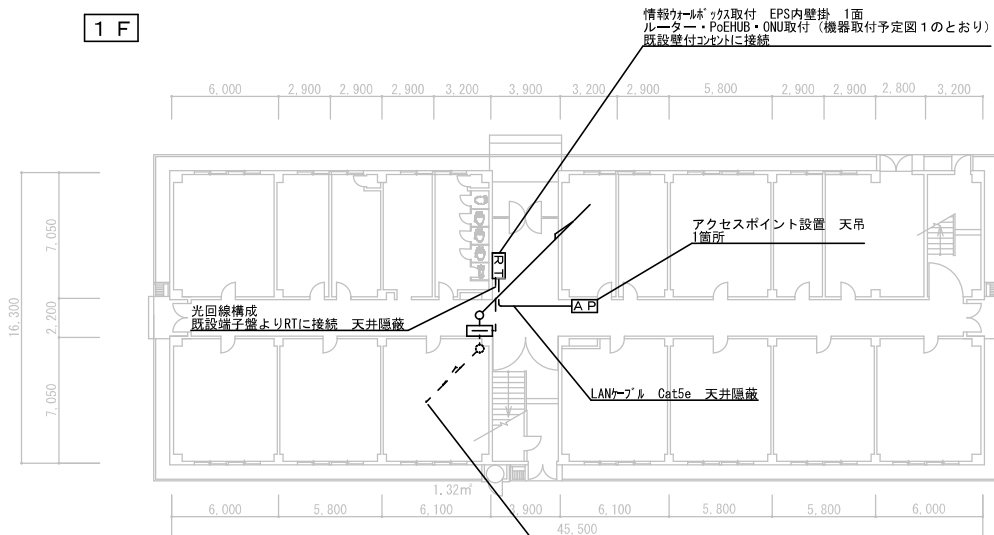 1 F
情報ウォールボックス取付　EPS内壁掛　1面
ルーター・PoEHUB・ONU取付（機器取付予定図1のとおり）
既設壁付コンセントに接続
6,000 2,900 2,900 2,900 3,200 3,900 3,200 2,900 5,800 2,900 2,900 2,800 3,200
アクセスポイント設置　天吊
1箇所
RT
AP
光回線構成
既設端子盤よりRTに接続　天井隠蔽
LANケーブル　Cat5e　天井隠蔽
7,050
2,200
7,050
16,300
1.32㎡
6,000 5,800 6,100 3,900 6,100 5,800 5,800 6,000
45,500